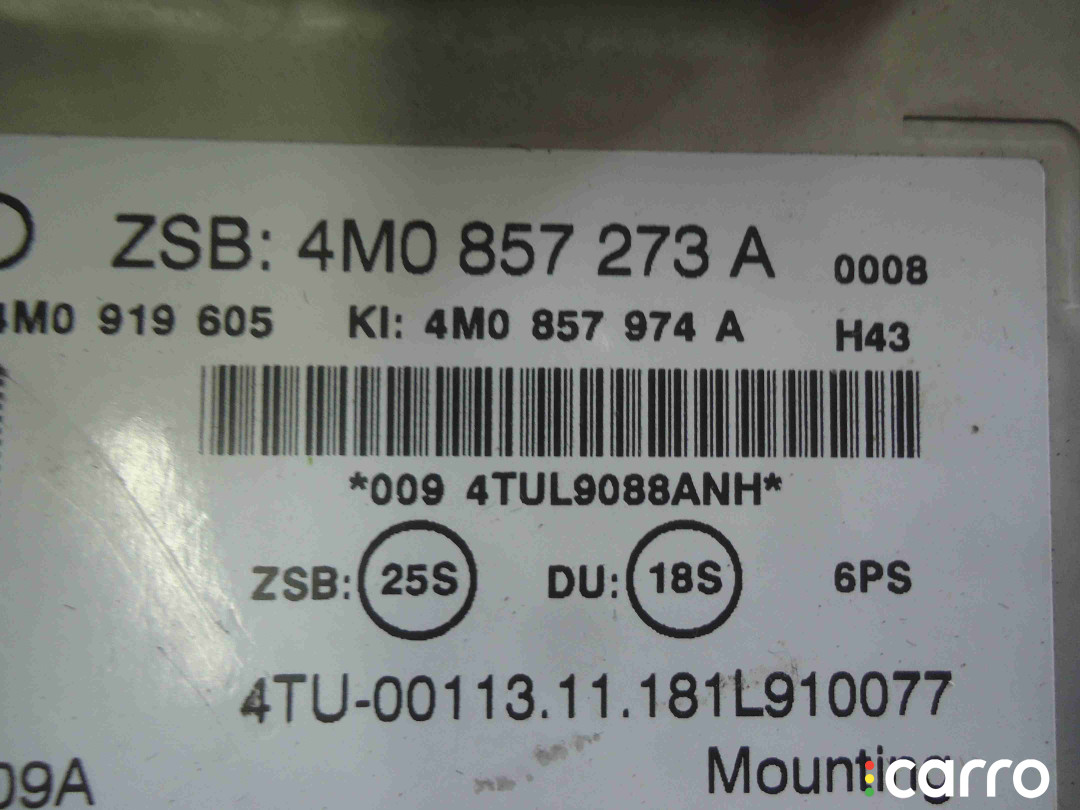 ZSB: 4M0 857 273 A 0008
4M0 919 605 KI: 4M0 857 974 A H43
*009 4TUL9088ANH*
ZSB: 25S DU: 18S 6PS
4TU-00113.11.181L910077
09A Mounting
carro